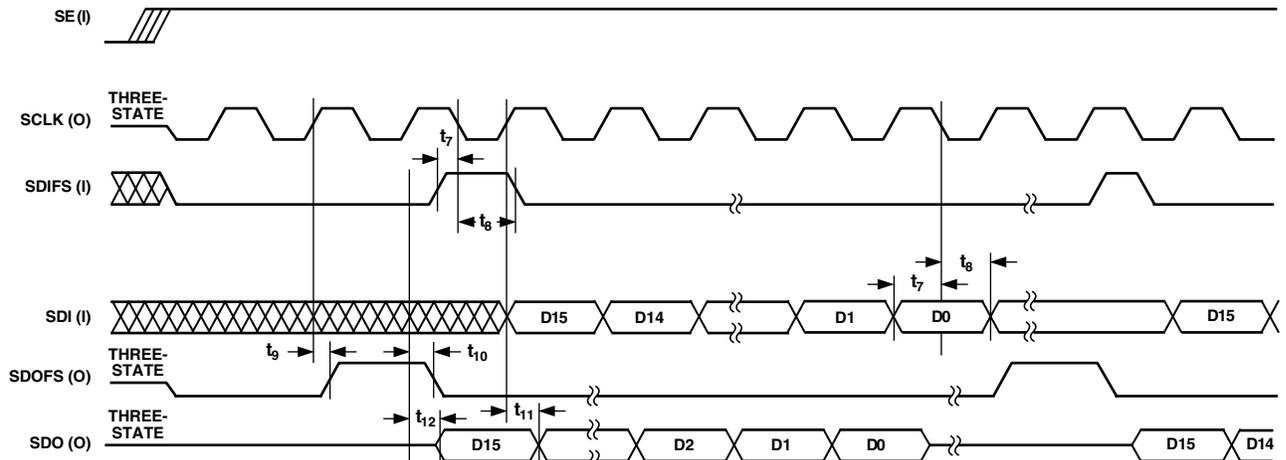 SE (I)
THREE-
STATE
SCLK (O)
t7
SDIFS (I)
t8
t8
t7
SDI (I)
D15
D14
D1
D0
D15
t9
t10
THREE-
STATE
SDOFS (O)
THREE-
STATE
t12
t11
SDO (O)
D15
D2
D1
D0
D15
D14